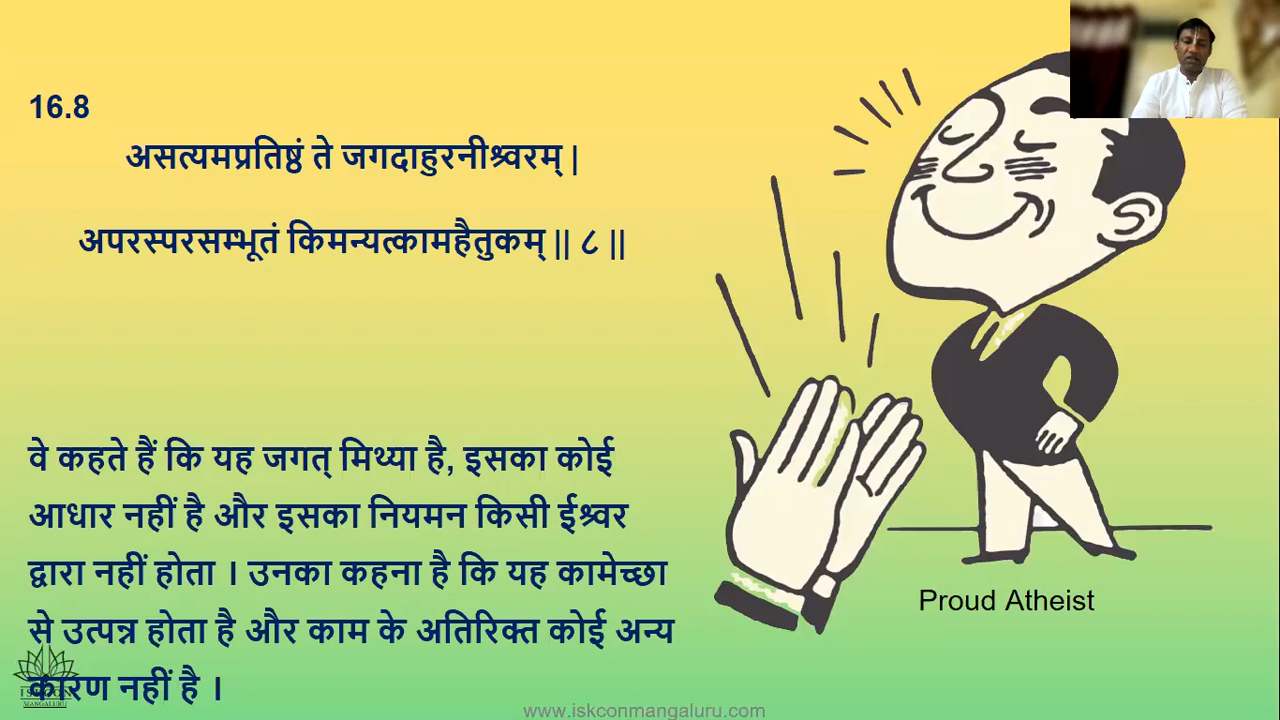 16.8
असत्यमप्रतिष्ठं ते जगदाहुरनीश्र्वरम् |
अपरस्परसम्भूतं किमन्यत्कामहैतुकम् || ८ ||
वे कहते हैं कि यह जगत् मिथ्या है, इसका कोई
आधार नहीं है और इसका नियमन किसी ईश्र्वर
द्वारा नहीं होता । उनका कहना है कि यह कामेच्छा
से उत्पन्न होता है और काम के अतिरिक्त कोई अन्य
कारण नहीं है ।
Proud Atheist
ISKCON
MANGALURU
www.iskconmangaluru.com